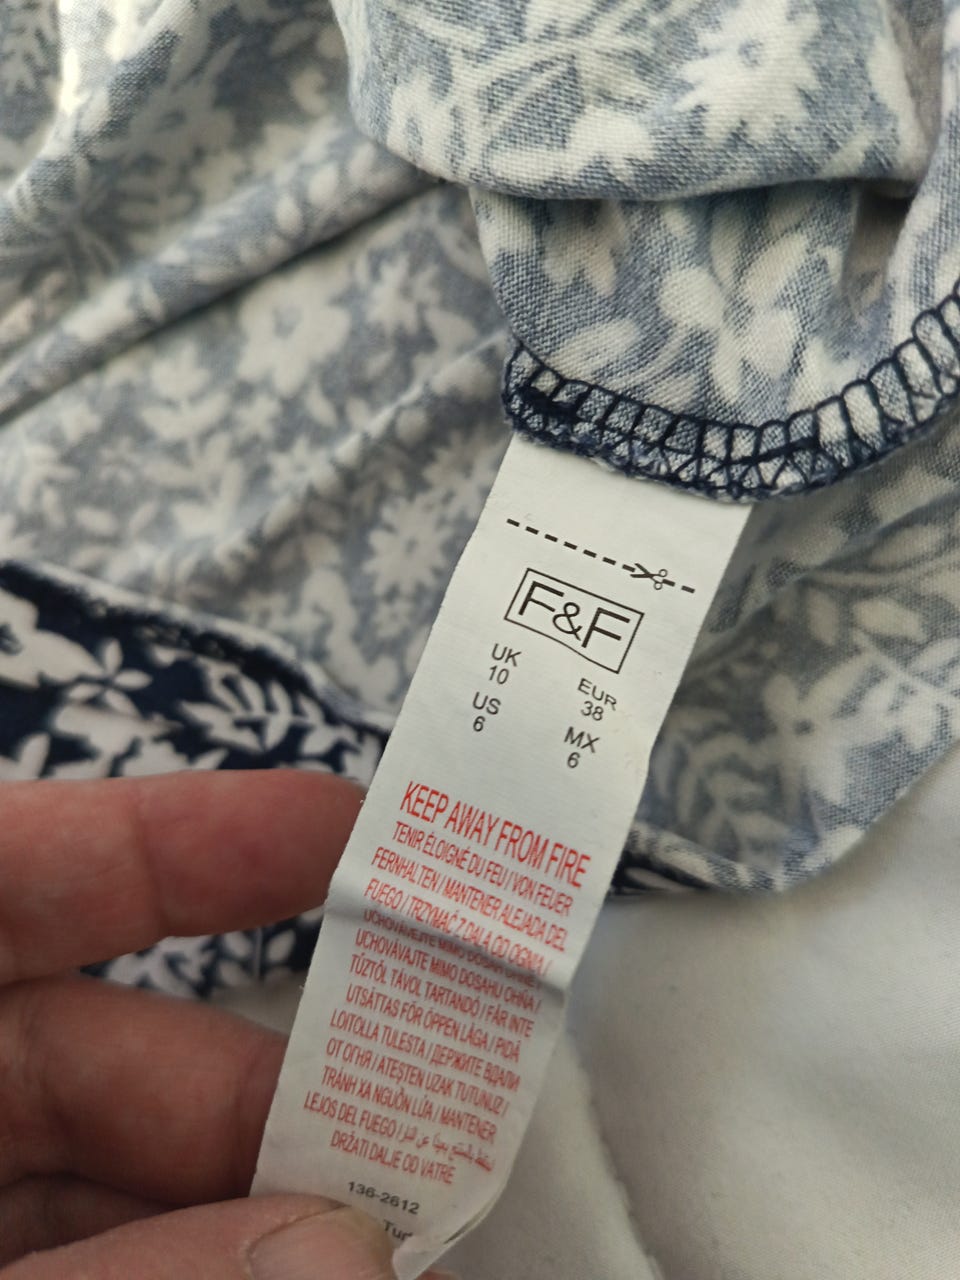 F&F
UK
10
EUR
38
US
6
MX
6
KEEP AWAY FROM FIRE
TENIR ÉLOIGNÉ DU FEU / VON FEUER
FERNHALTEN / MANTENER ALEJADA DEL
FUEGO / TRZYMAĆ Z DALA OD OGNIA /
UCHOVÁVEJTE MIMO DOSAH OHNĚ /
UCHOVÁVAJTE MIMO DOSAHU OHŇA /
TŰZTŐL TÁVOL TARTANDÓ / FÅR INTE
UTSÄTTAS FÖR ÖPPEN LÅGA / PIDÄ
LOITOLLA TULESTA / ДЕРЖИТЕ ВДАЛИ
ОТ ОГНЯ / ATEŞTEN UZAK TUTUNUZ /
TRÁNH XA NGUỒN LỬA / MANTENER
LEJOS DEL FUEGO /
DRŽATI DALJE OD VATRE
136-2612